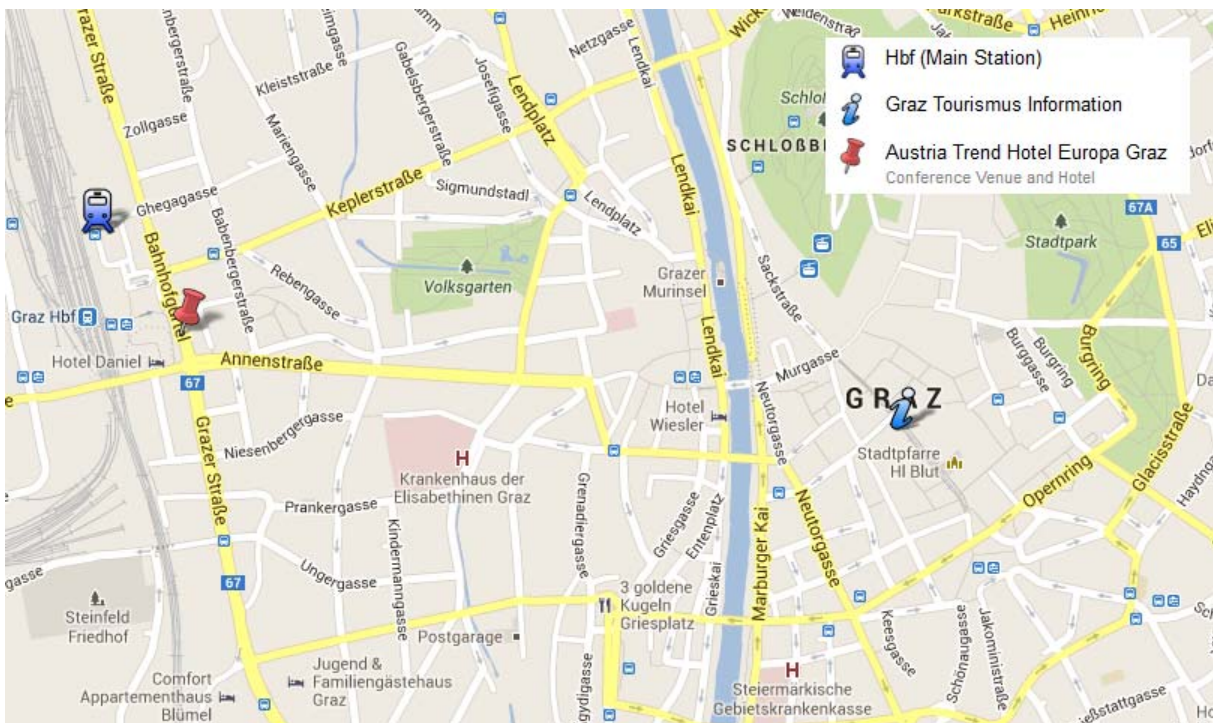 Hbf (Main Station)
Graz Tourismus Information
Austria Trend Hotel Europa Graz
Conference Venue and Hotel
Zollgasse
Kleiststraße
Mariengasse
Gabelsbergerstraße
Josefigasse
Netzgasse
Lendplatz
Lendkai
SCHLOßB
Ghegagasse
Keplerstraße
Sigmundstadl
Lendplatz
Lendkai
67A
65
Stadtpark
Bahnhofgürtel
Babenbergerstraße
Rebengasse
Volksgarten
Grazer
Murinsel
Sackstraße
Graz Hbf
Hotel Daniel
Annenstraße
67
Lendkai
Murgasse
Burggasse
Burgring
Burgring
GRAZ
Hotel
Wiesler
Neutorgasse
Stadtpfarre
Hl Blut
Opernring
Glacisstraße
Grazer Straße
Niesenbergergasse
H
Krankenhaus der
Elisabethinen Graz
Prankergasse
Kindermanngasse
Grenadiergasse
Griesgasse
Entenplatz
Grieskai
Marburger Kai
Neutorgasse
67
Ungergasse
Steinfeld
Friedhof
3 goldene
Kugeln
Griesplatz
Postgarage
Keesgasse
Schönaugasse
Jakoministraße
Comfort
Appartementhaus
Blümel
Jugend &
Familiengästehaus
Graz
H
Steiermärkische
Gebietskrankenkasse